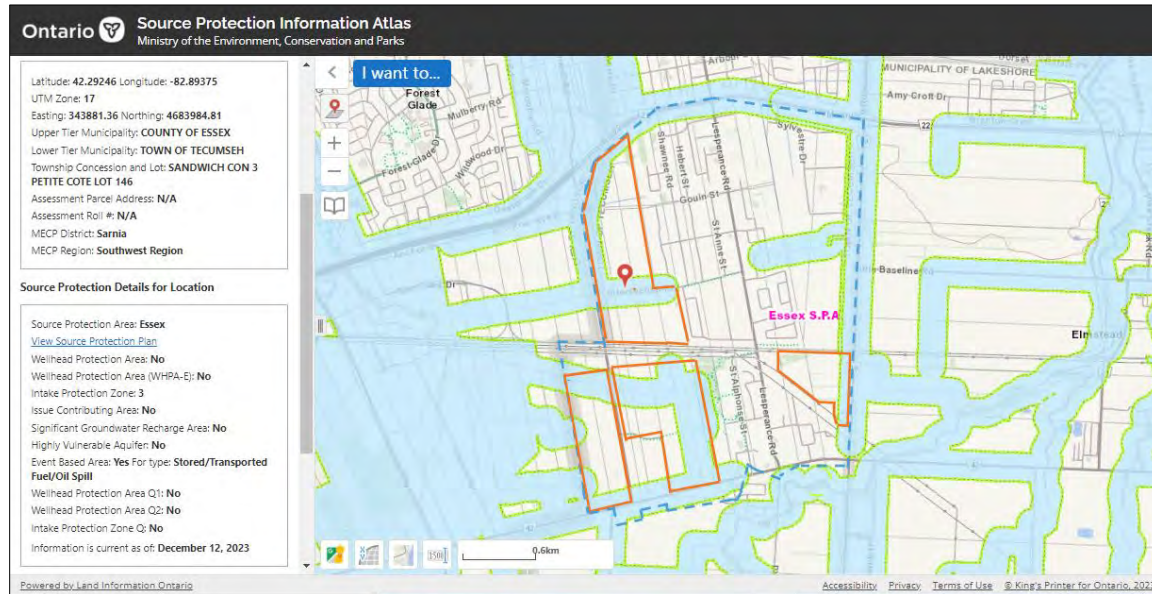 Ontario
Source Protection Information Atlas
Ministry of the Environment, Conservation and Parks
Latitude: 42.29246 Longitude: -82.89375
UTM Zone: 17
Easting: 343881.36 Northing: 4683984.81
Upper Tier Municipality: COUNTY OF ESSEX
Lower Tier Municipality: TOWN OF TECUMSEH
Township Concession and Lot: SANDWICH CON 3
PETITE COTE LOT 146
Assessment Parcel Address: N/A
Assessment Roll #: N/A
MECP District: Sarnia
MECP Region: Southwest Region
Source Protection Details for Location
Source Protection Area: Essex
View Source Protection Plan
Wellhead Protection Area: No
Wellhead Protection Area (WHPA-E): No
Intake Protection Zone: 3
Issue Contributing Area: No
Significant Groundwater Recharge Area: No
Highly Vulnerable Aquifer: No
Event Based Area: Yes For type: Stored/Transported
Fuel/Oil Spill
Wellhead Protection Area Q1: No
Wellhead Protection Area Q2: No
Intake Protection Zone Q: No
Information is current as of: December 12, 2023
I want to...
Forest
Glade
Mulberry Rd
Wildwood Dr
Forest-Glade Dr
MUNICIPALITY OF LAKESHORE
Amy Croft Dr
22
Sylvestre Dr
Lesperance Rd
Shawnee Rd
Hebert St
Gouin St
St Anne St
Baseline
Essex S.P.A
Elmstead
St Alphonse St
Lesperance Rd
42
42
0.6km
Powered by Land Information Ontario
Accessibility Privacy Terms of Use © King's Printer for Ontario, 2023